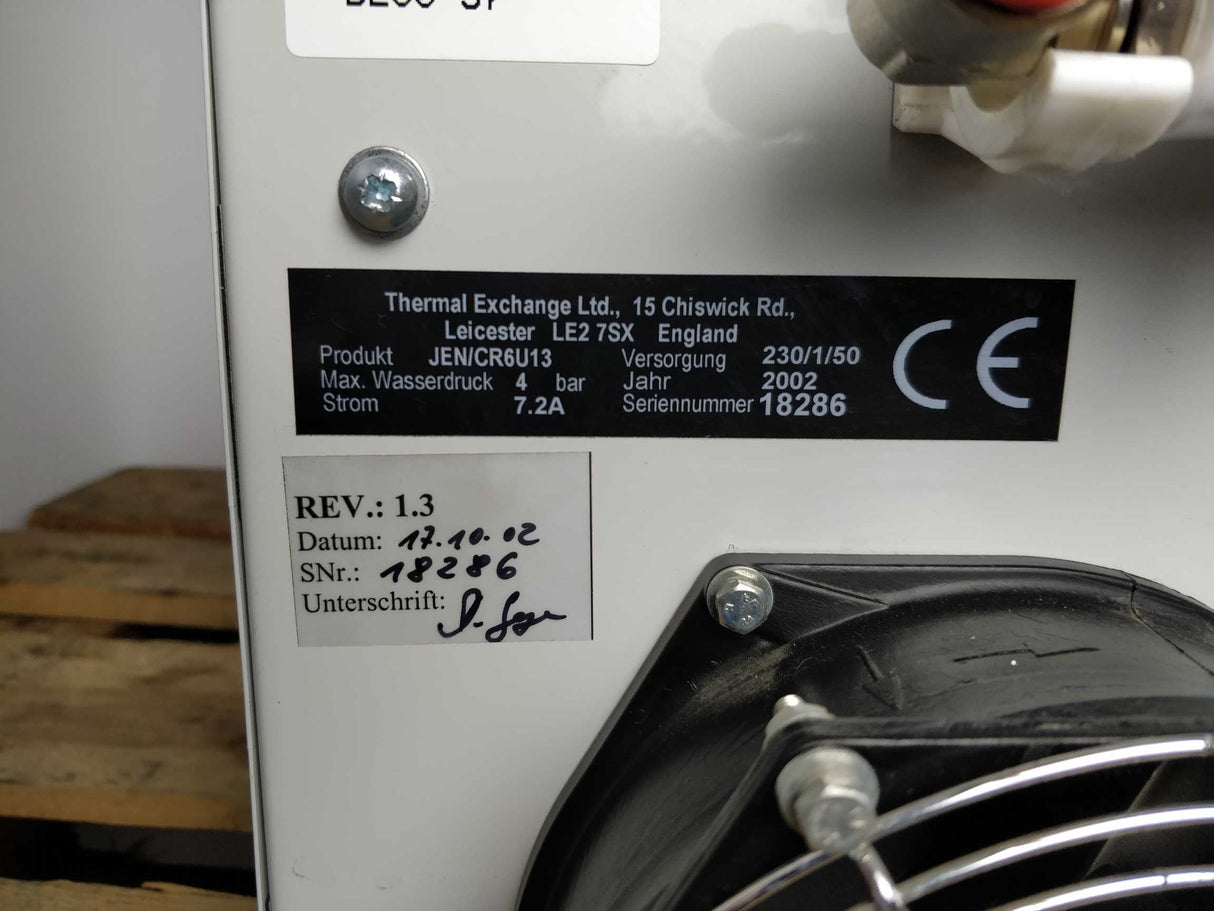 Thermal Exchange Ltd., 15 Chiswick Rd.,
Leicester LE2 7SX England
Produkt JEN/CR6U13 Versorgung 230/1/50
Max. Wasserdruck 4 bar Jahr 2002
Strom 7.2A Seriennummer 18286
CE
REV.: 1.3
Datum: 17.10.02
SNr.: 18286
Unterschrift: